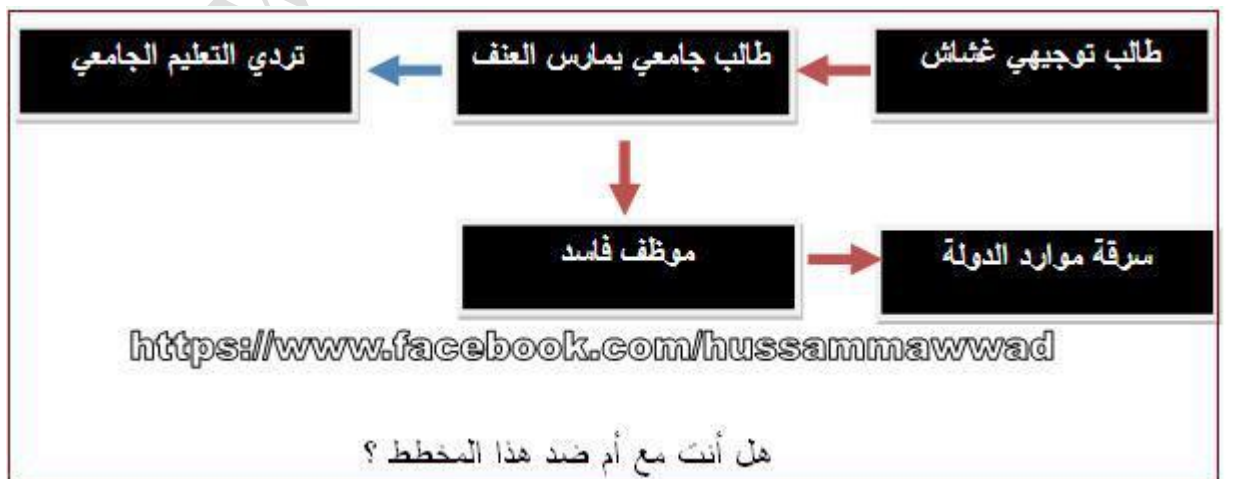 طالب توجيهي غشاش
طالب جامعي يمارس العنف
تردي التعليم الجامعي
موظف فاسد
سرقة موارد الدولة
https://www.facebook.com/hussammawwad
هل أنت مع أم ضد هذا المخطط ؟